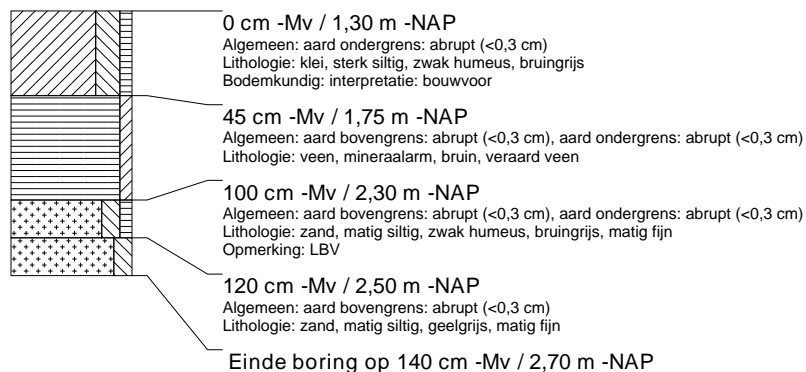 0 cm -Mv / 1,30 m -NAP
Algemeen: aard ondergrens: abrupt (<0,3 cm)
Lithologie: klei, sterk siltig, zwak humeus, bruingrijs
Bodemkundig: interpretatie: bouwvoor
45 cm -Mv / 1,75 m -NAP
Algemeen: aard bovengrens: abrupt (<0,3 cm), aard ondergrens: abrupt (<0,3 cm)
Lithologie: veen, mineraalarm, bruin, veraard veen
100 cm -Mv / 2,30 m -NAP
Algemeen: aard bovengrens: abrupt (<0,3 cm), aard ondergrens: abrupt (<0,3 cm)
Lithologie: zand, matig siltig, zwak humeus, bruingrijs, matig fijn
Opmerking: LBV
120 cm -Mv / 2,50 m -NAP
Algemeen: aard bovengrens: abrupt (<0,3 cm)
Lithologie: zand, matig siltig, geelgrijs, matig fijn
Einde boring op 140 cm -Mv / 2,70 m -NAP